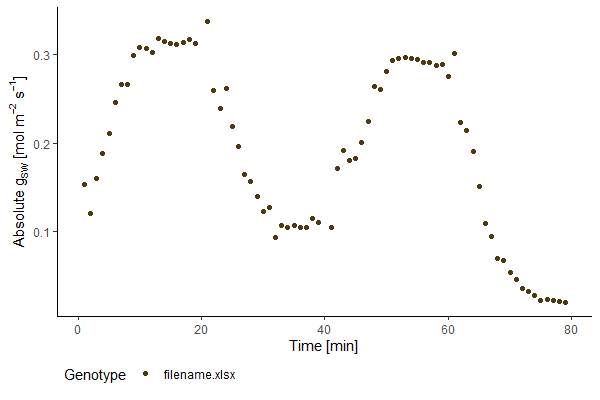 Absolute g_sw [mol m⁻² s⁻¹]
0.3
0.2
0.1
0 20 40 60 80
Time [min]
Genotype filename.xlsx